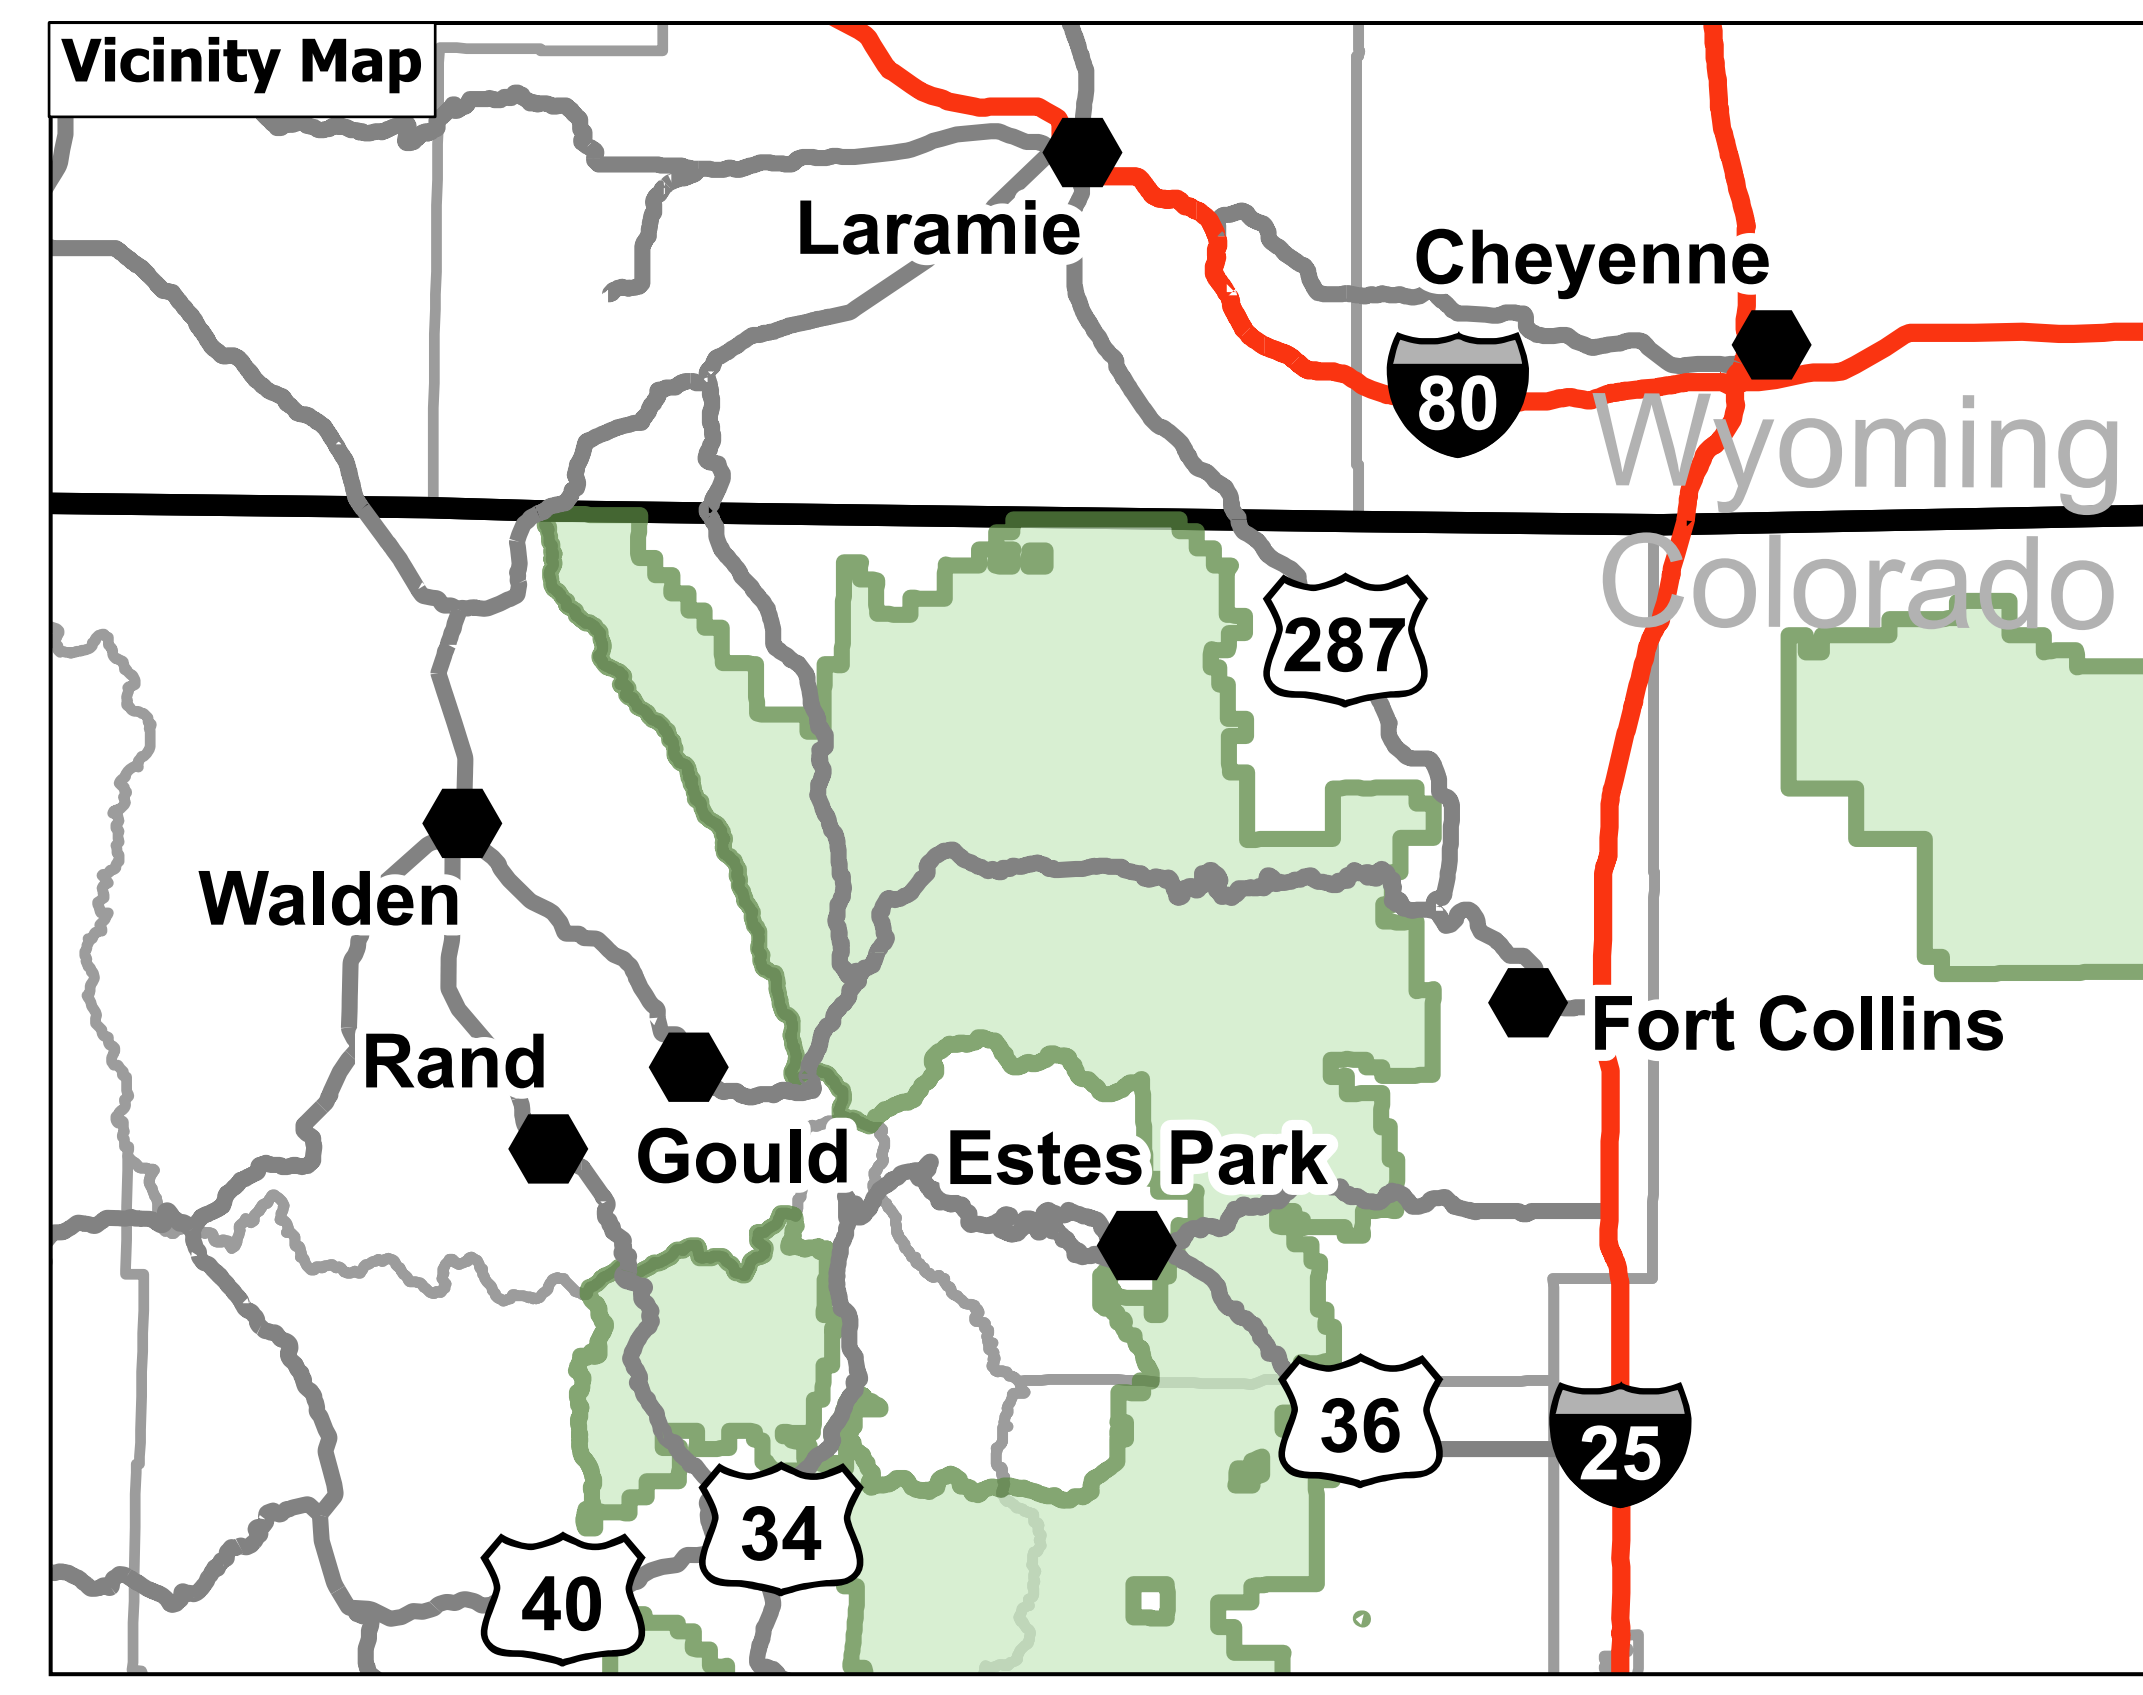 Vicinity Map
Laramie
Cheyenne
80
Wyoming
Colorado
287
Walden
Fort Collins
Rand
Gould
Estes Park
36
25
34
40